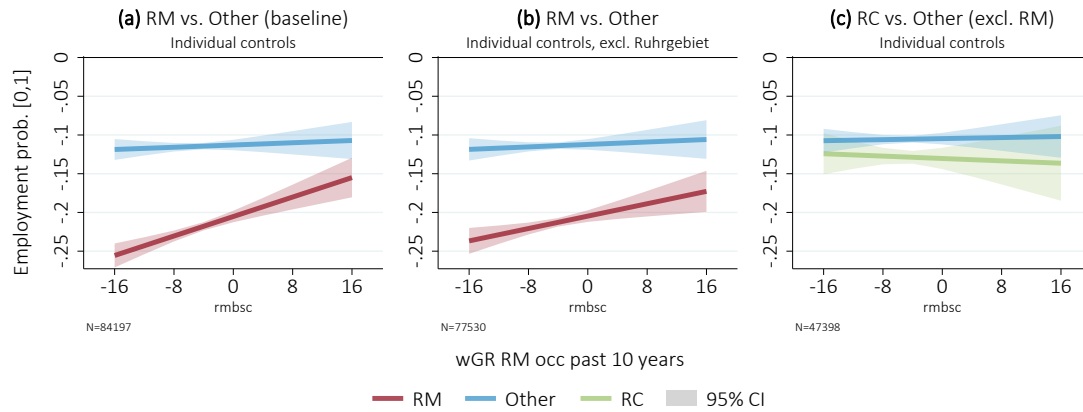 (a) RM vs. Other (baseline)
Individual controls
Employment prob. [0,1]
0
-.05
-.1
-.15
-.2
-.25
-16 -8 0 8 16
rmbsc
N=84197
(b) RM vs. Other
Individual controls, excl. Ruhrgebiet
0
-.05
-.1
-.15
-.2
-.25
-16 -8 0 8 16
rmbsc
N=77530
(c) RC vs. Other (excl. RM)
Individual controls
0
-.05
-.1
-.15
-.2
-.25
-16 -8 0 8 16
rmbsc
N=47398
wGR RM occ past 10 years
RM Other RC 95% CI